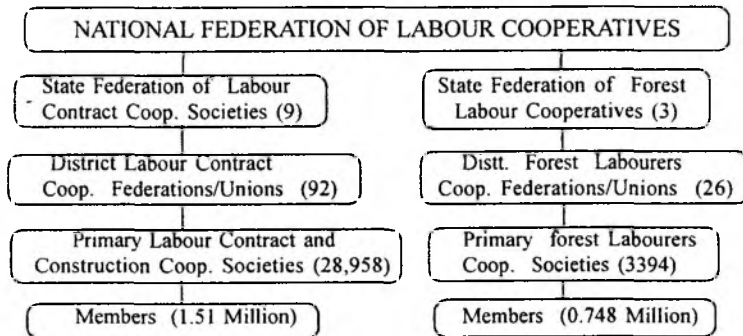 NATIONAL FEDERATION OF LABOUR COOPERATIVES
State Federation of Labour
Contract Coop. Societies (9)
District Labour Contract
Coop. Federations/Unions (92)
Primary Labour Contract and
Construction Coop. Societies (28,958)
Members (1.51 Million)
State Federation of Forest
Labour Cooperatives (3)
Distt. Forest Labourers
Coop. Federations/Unions (26)
Primary forest Labourers
Coop. Societies (3394)
Members (0.748 Million)